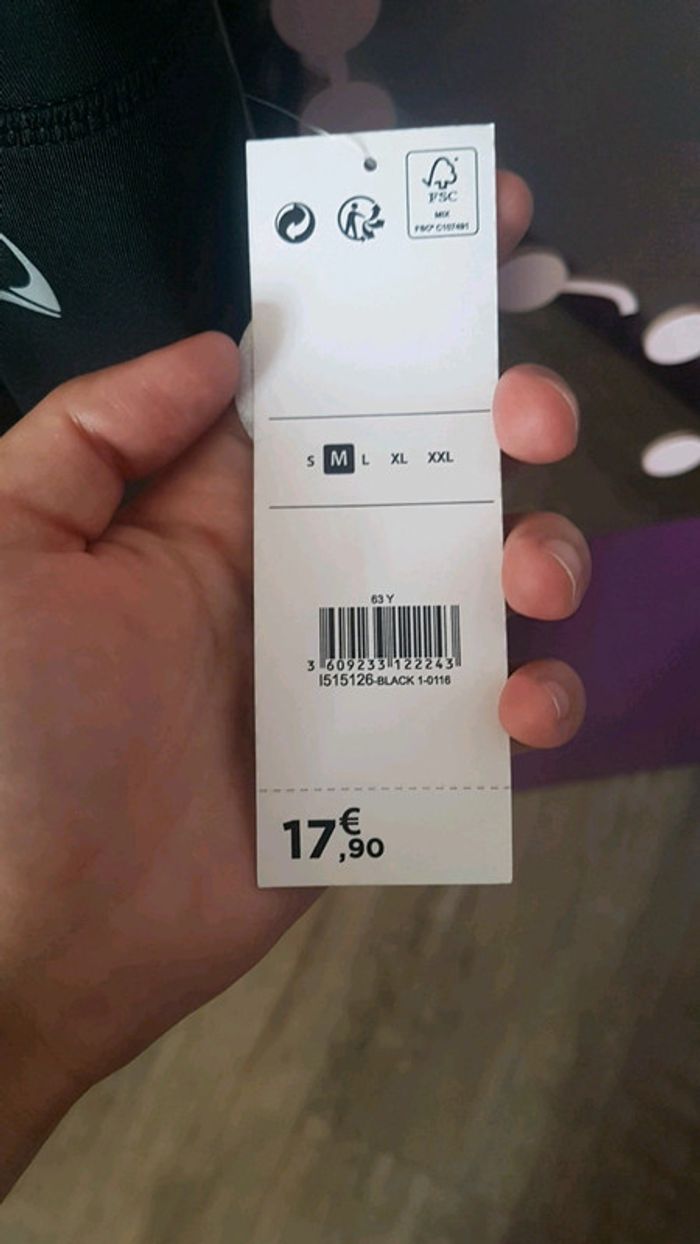 FSC
MIX
FSC® C107491
S M L XL XXL
63 Y
3 609233 122243
I515126-BLACK 1-0116
17€,90